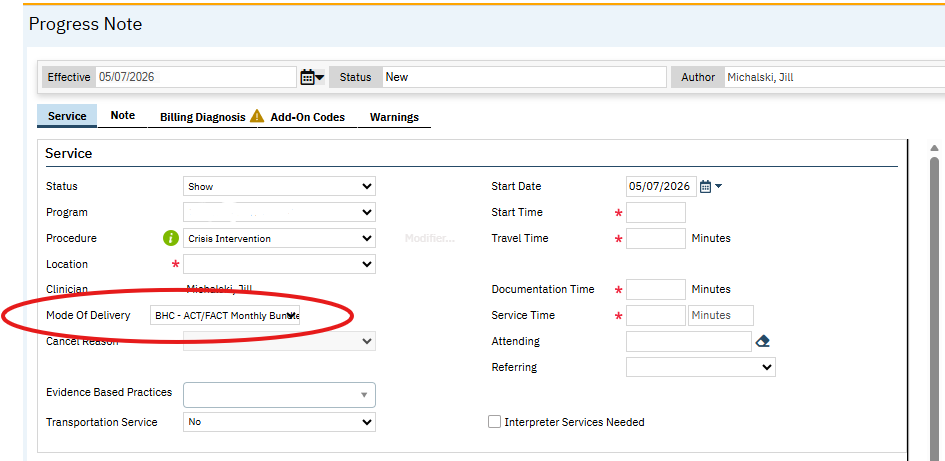 Progress Note
Effective 05/07/2026 Status New Author Michalski, Jill
Service Note Billing Diagnosis Add-On Codes Warnings
Service
Status Show Start Date 05/07/2026
Program Start Time *
Procedure i Crisis Intervention Modifier... Travel Time * Minutes
Location *
Clinician Michalski, Jill Documentation Time * Minutes
Mode Of Delivery BHC - ACT/FACT Monthly Bundle Service Time * Minutes
Cancel Reason Attending
Referring
Evidence Based Practices
Transportation Service No Interpreter Services Needed